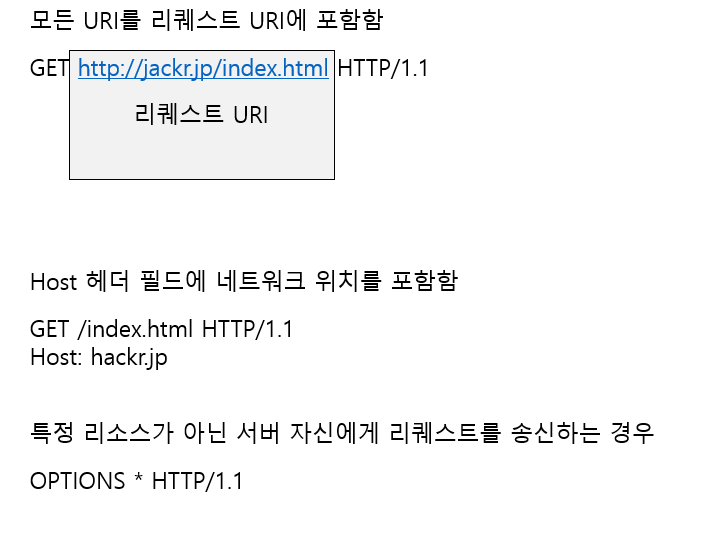 모든 URI를 리퀘스트 URI에 포함함
GET http://jackr.jp/index.html HTTP/1.1
리퀘스트 URI
Host 헤더 필드에 네트워크 위치를 포함함
GET /index.html HTTP/1.1
Host: hackr.jp
특정 리소스가 아닌 서버 자신에게 리퀘스트를 송신하는 경우
OPTIONS * HTTP/1.1